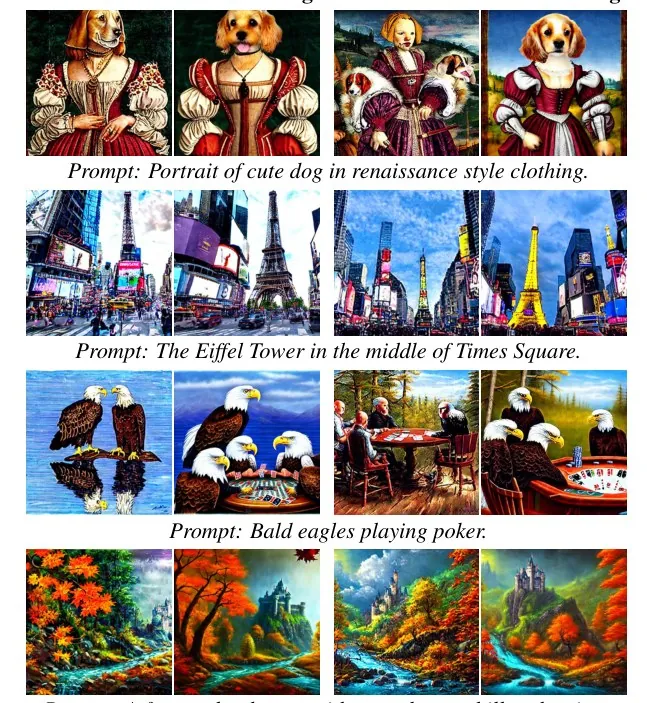 Prompt: Portrait of cute dog in renaissance style clothing.
Prompt: The Eiffel Tower in the middle of Times Square.
Prompt: Bald eagles playing poker.